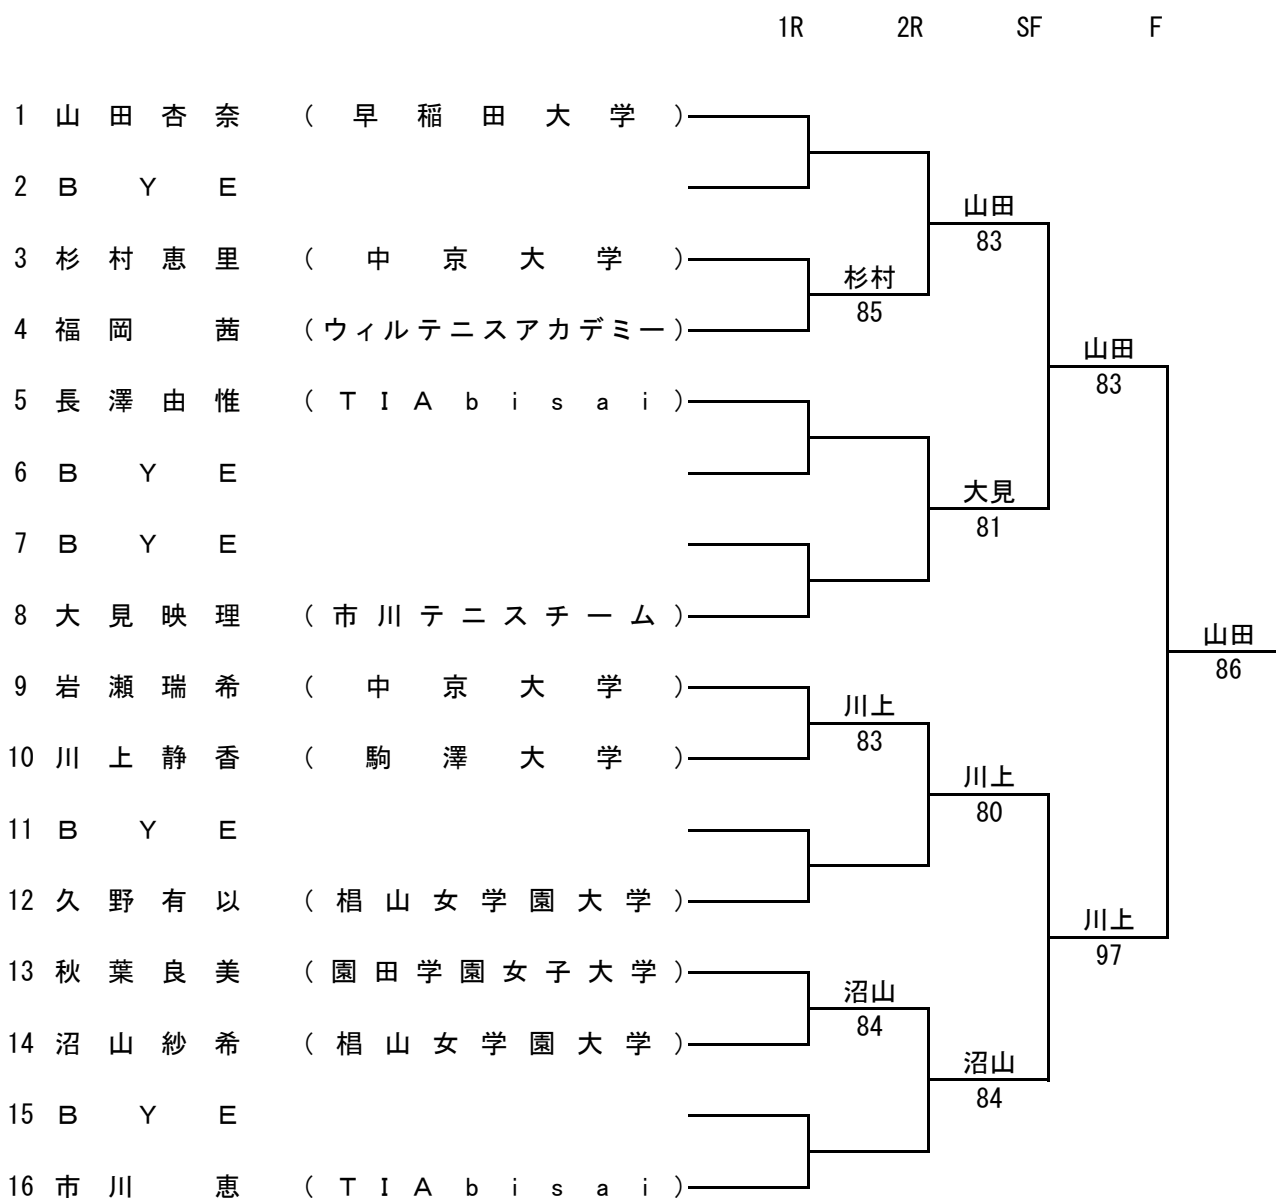 1R 2R SF F
1 山田杏奈 (早稲田大学)
2 BYE
山田
83
3 杉村恵里 (中京大学)
杉村
85
4 福岡 茜 (ウィルテニスアカデミー)
山田
83
5 長澤由惟 (TIAbisai)
6 BYE
大見
81
7 BYE
8 大見映理 (市川テニスチーム)
山田
86
9 岩瀬瑞希 (中京大学)
川上
83
10 川上静香 (駒澤大学)
川上
80
11 BYE
12 久野有以 (椙山女学園大学)
川上
97
13 秋葉良美 (園田学園女子大学)
沼山
84
14 沼山紗希 (椙山女学園大学)
沼山
84
15 BYE
16 市川 恵 (TIAbisai)